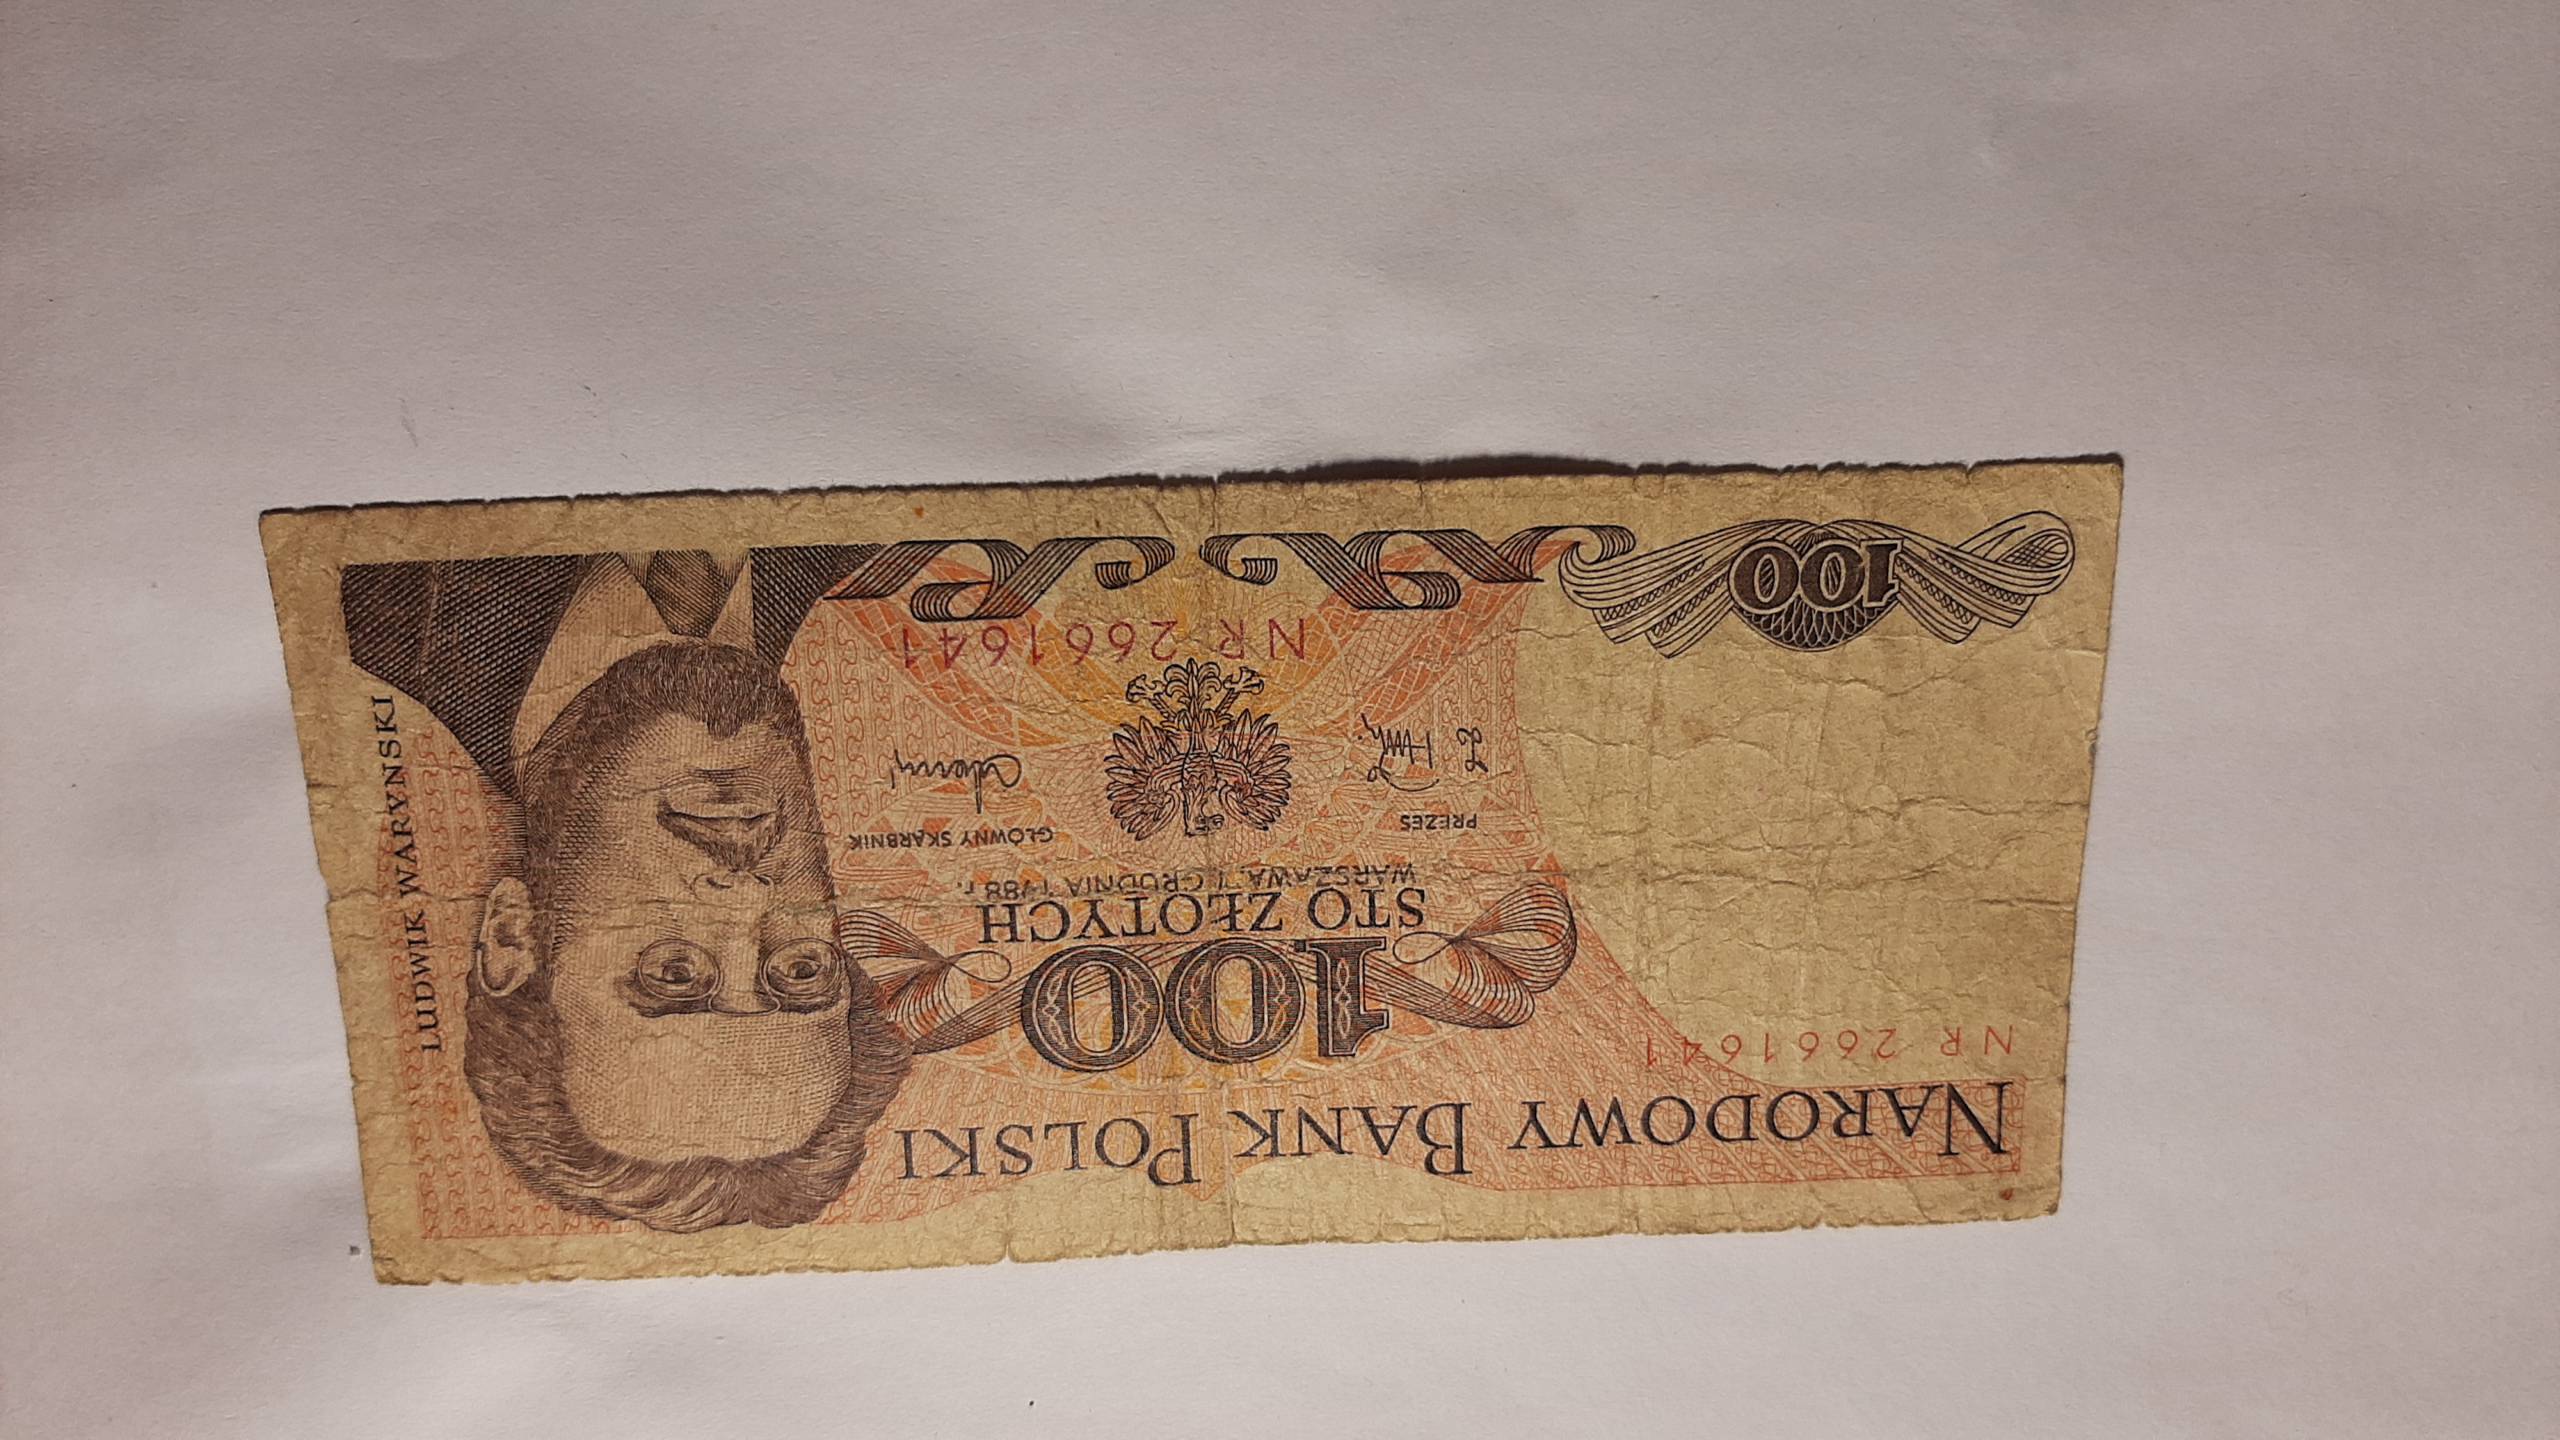 NARODOWY BANK POLSKI
NR 2661641
100
STO ZŁOTYCH
WARSZAWA, 1 GRUDNIA 1988 r.
PREZES
GŁÓWNY SKARBNIK
NR 2661641
100
LUDWIK WARYŃSKI